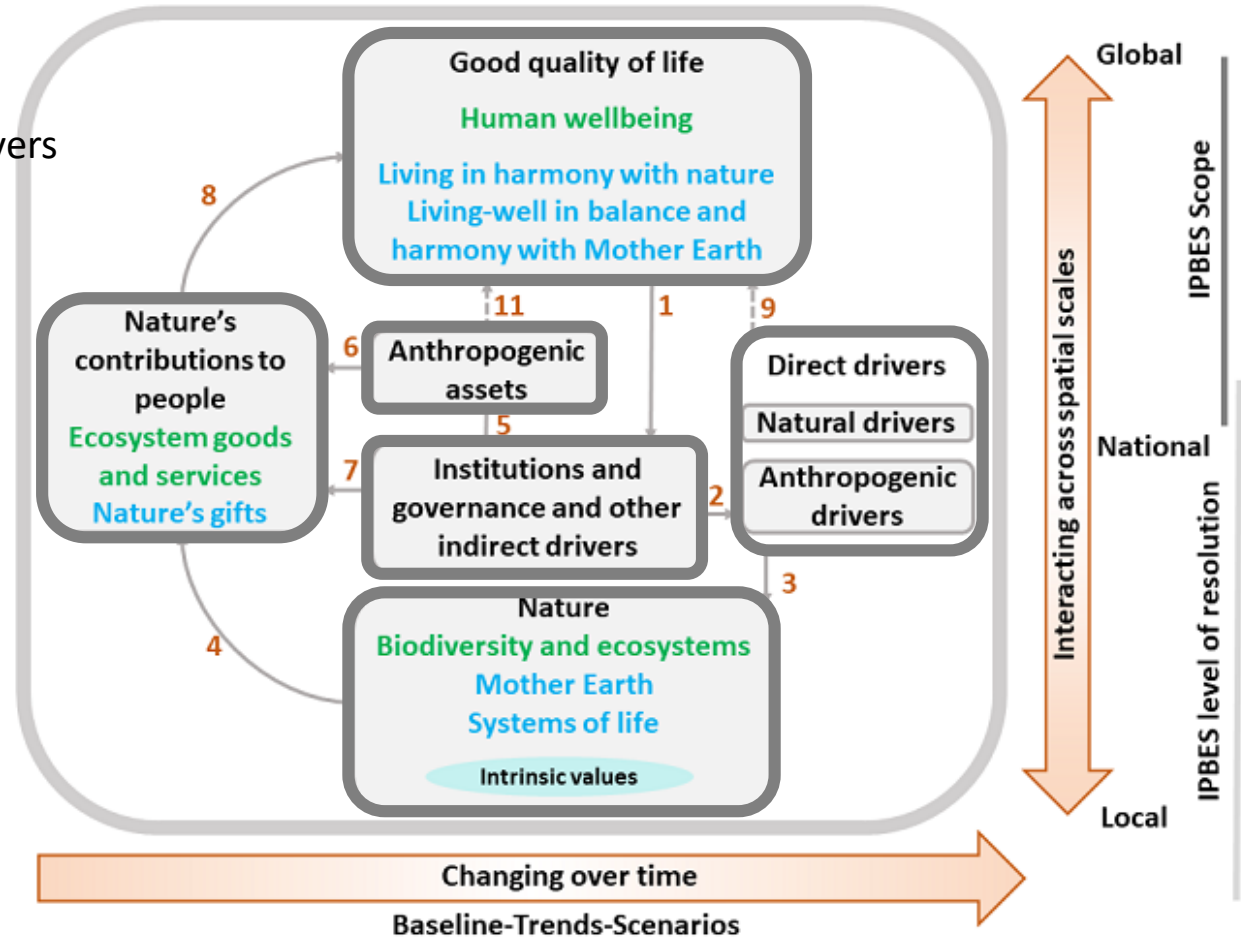 Good quality of life
Human wellbeing
Living in harmony with nature
Living-well in balance and
harmony with Mother Earth
vers
8
11
1
9
Nature’s
contributions to
people
Ecosystem goods
and services
Nature’s gifts
6
Anthropogenic
assets
5
7
Institutions and
governance and other
indirect drivers
2
Direct drivers
Natural drivers
Anthropogenic
drivers
3
4
Nature
Biodiversity and ecosystems
Mother Earth
Systems of life
Intrinsic values
Changing over time
Baseline-Trends-Scenarios
Interacting across spatial scales
Global
National
Local
IPBES Scope
IPBES level of resolution